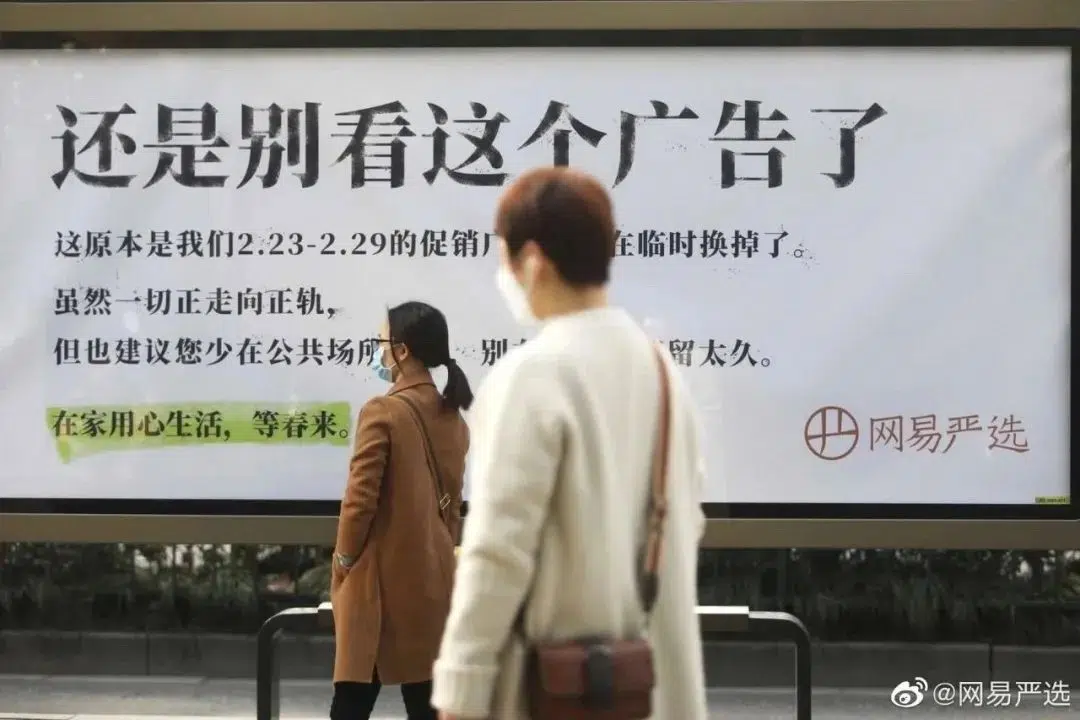 还是别看这个广告了
这原本是我们2.23-2.29的促销广 在临时换掉了。
虽然一切正走向正轨,
但也建议您少在公共场所 别 留太久。
在家用心生活,等春来。
网易严选
@网易严选